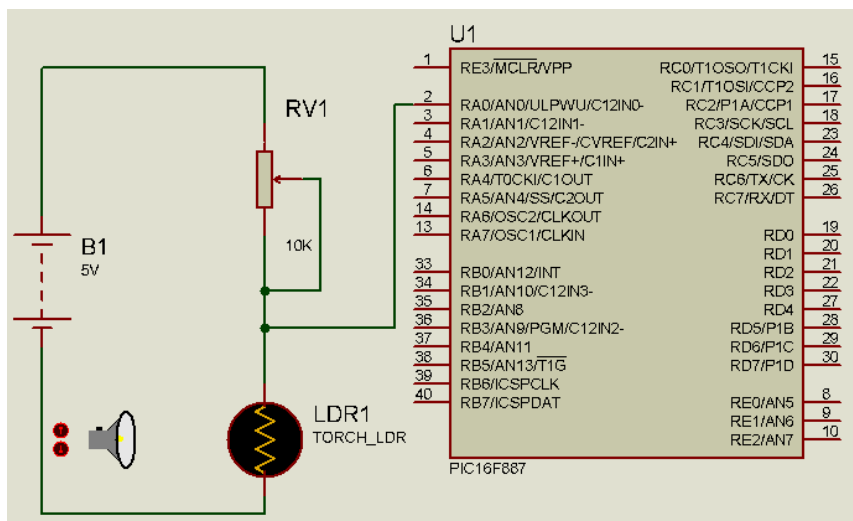 RV1
10K
B1
5V
LDR1
TORCH_LDR
U1
1 RE3/MCLR/VPP
2 RA0/AN0/ULPWU/C12IN0-
3 RA1/AN1/C12IN1-
4 RA2/AN2/VREF-/CVREF/C2IN+
5 RA3/AN3/VREF+/C1IN+
6 RA4/T0CKI/C1OUT
7 RA5/AN4/SS/C2OUT
14 RA6/OSC2/CLKOUT
13 RA7/OSC1/CLKIN
33 RB0/AN12/INT
34 RB1/AN10/C12IN3-
35 RB2/AN8
36 RB3/AN9/PGM/C12IN2-
37 RB4/AN11
38 RB5/AN13/T1G
39 RB6/ICSPCLK
40 RB7/ICSPDAT
RC0/T1OSO/T1CKI 15
RC1/T1OSI/CCP2 16
RC2/P1A/CCP1 17
RC3/SCK/SCL 18
RC4/SDI/SDA 23
RC5/SDO 24
RC6/TX/CK 25
RC7/RX/DT 26
RD0 19
RD1 20
RD2 21
RD3 22
RD4 27
RD5/P1B 28
RD6/P1C 29
RD7/P1D 30
RE0/AN5 8
RE1/AN6 9
RE2/AN7 10
PIC16F887